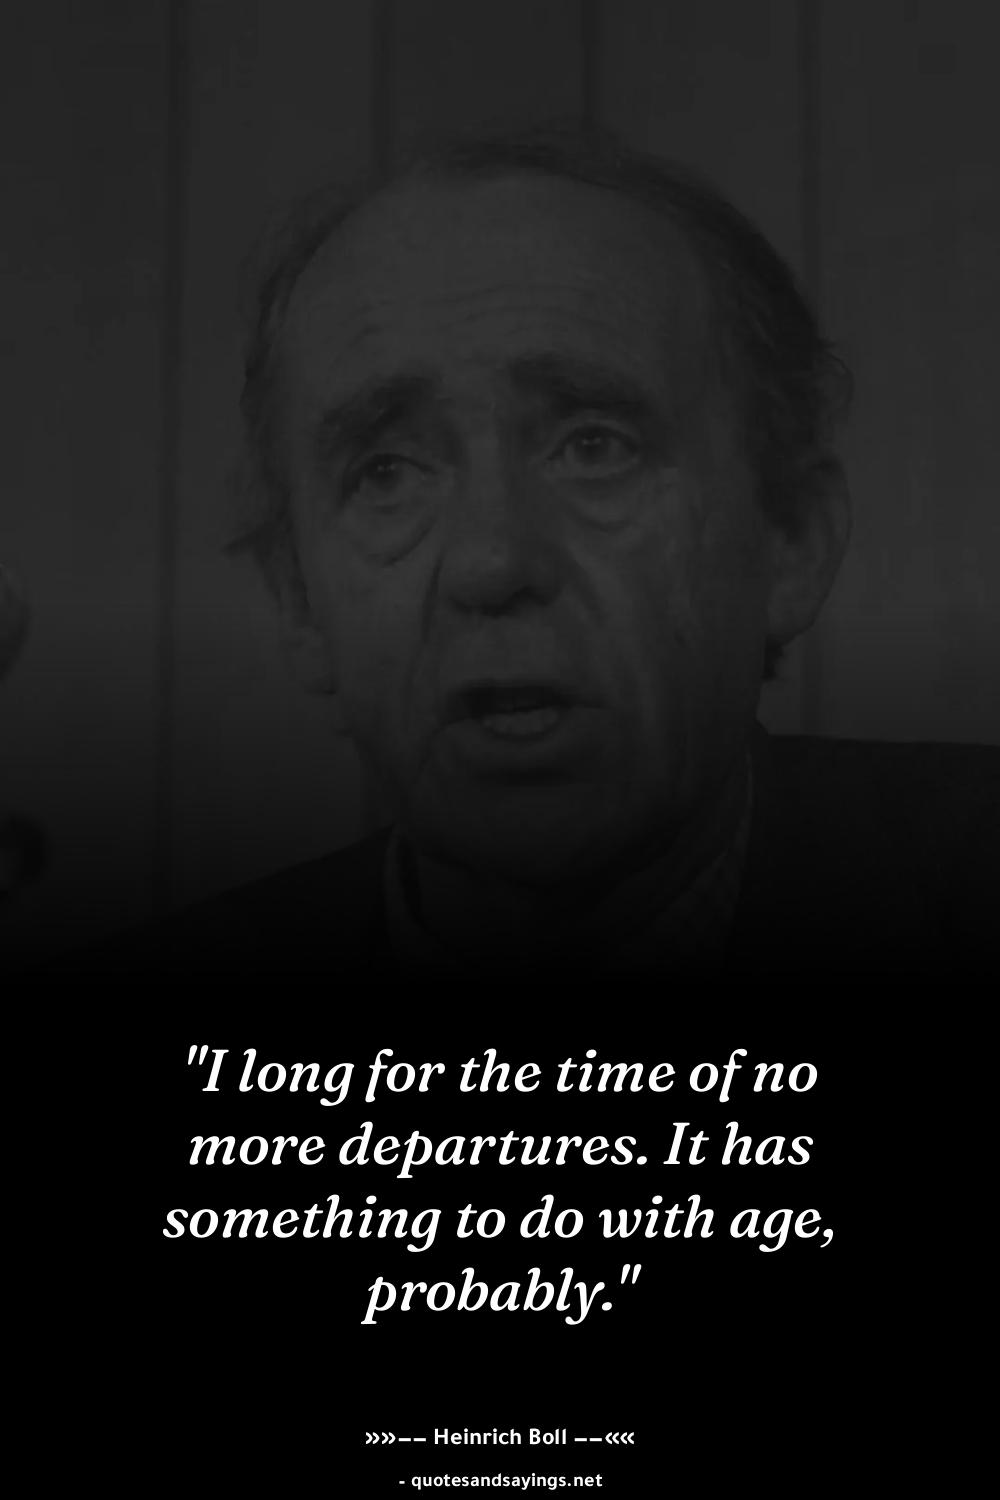 "I long for the time of no
more departures. It has
something to do with age,
probably."
»»–– Heinrich Boll ––««
- quotesandsayings.net